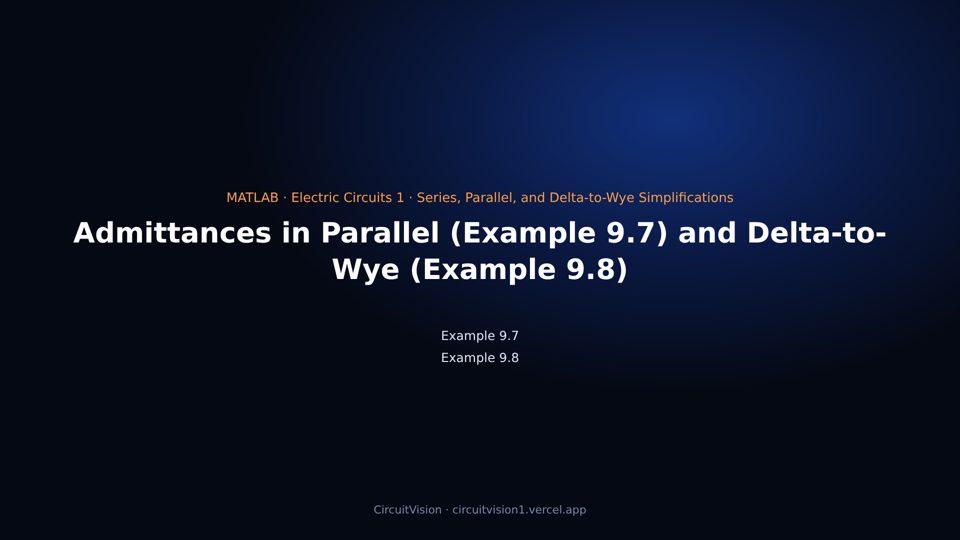 MATLAB · Electric Circuits 1 · Series, Parallel, and Delta-to-Wye Simplifications
Admittances in Parallel (Example 9.7) and Delta-to-
Wye (Example 9.8)
Example 9.7
Example 9.8
CircuitVision · circuitvision1.vercel.app